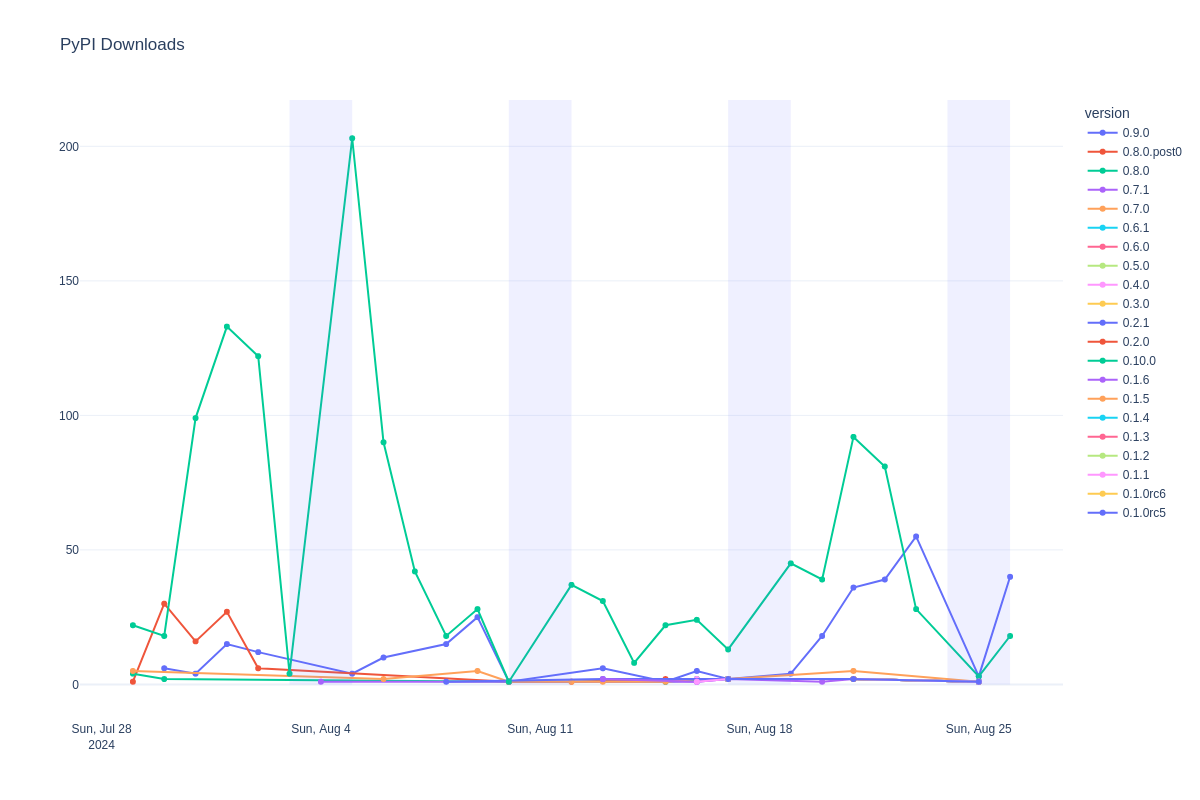 PyPI Downloads
version
0.9.0
0.8.0.post0
0.8.0
0.7.1
0.7.0
0.6.1
0.6.0
0.5.0
0.4.0
0.3.0
0.2.1
0.2.0
0.10.0
0.1.6
0.1.5
0.1.4
0.1.3
0.1.2
0.1.1
0.1.0rc6
0.1.0rc5
200
150
100
50
0
Sun, Jul 28
2024
Sun, Aug 4
Sun, Aug 11
Sun, Aug 18
Sun, Aug 25